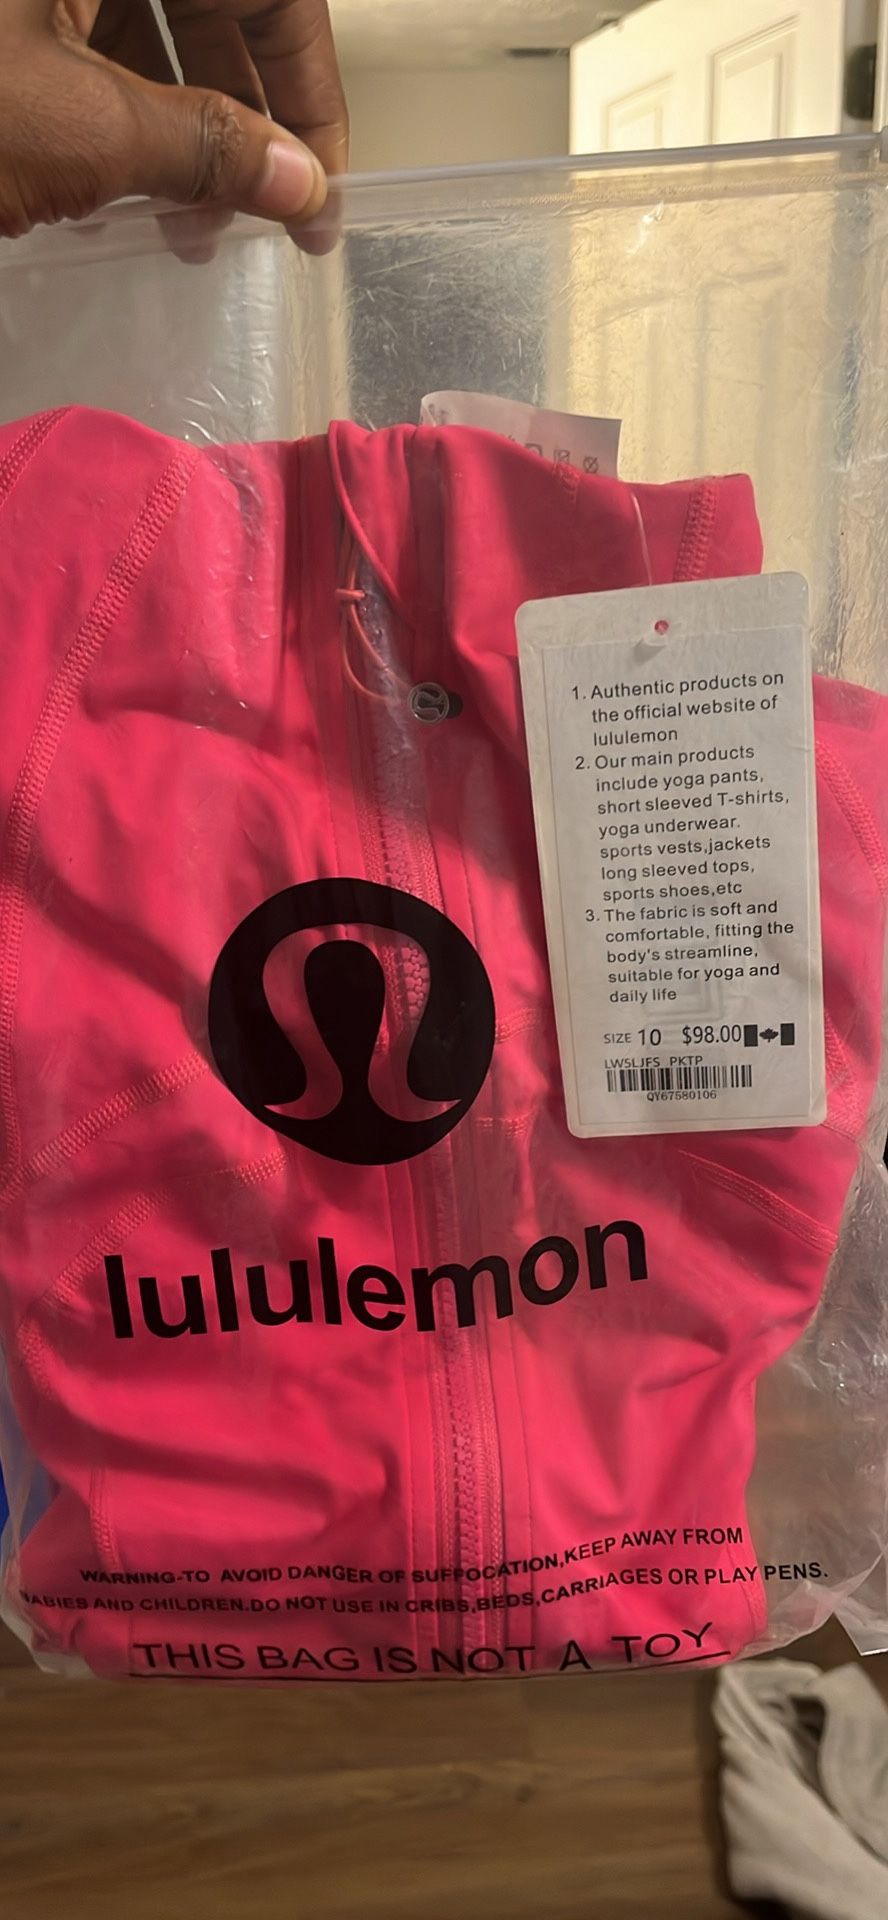 1. Authentic products on
the official website of
lululemon
2. Our main products
include yoga pants,
short sleeved T-shirts,
yoga underwear.
sports vests,jackets
long sleeved tops,
sports shoes,etc
3. The fabric is soft and
comfortable, fitting the
body's streamline,
suitable for yoga and
daily life
SIZE 10 $98.00
LW5LJFS PKTP
QY67580106
lululemon
WARNING-TO AVOID DANGER OF SUFFOCATION,KEEP AWAY FROM
BABIES AND CHILDREN.DO NOT USE IN CRIBS,BEDS,CARRIAGES OR PLAY PENS.
THIS BAG IS NOT A TOY